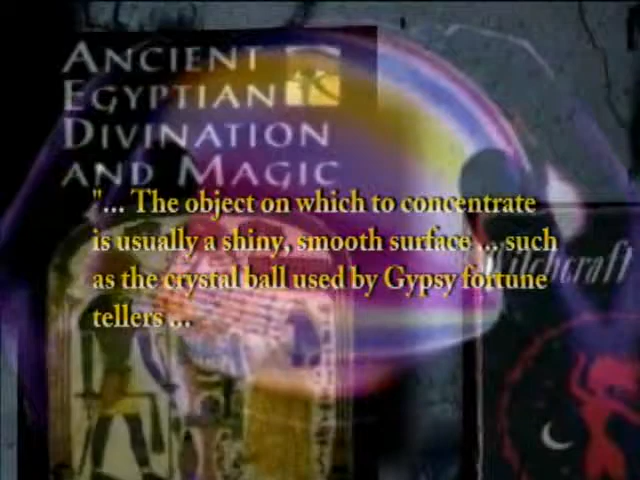 ANCIENT
EGYPTIAN
DIVINATION
AND MAGIC
"... The object on which to concentrate
is usually a shiny, smooth surface ... such
as the crystal ball used by Gypsy fortune
tellers ...
Witchcraft